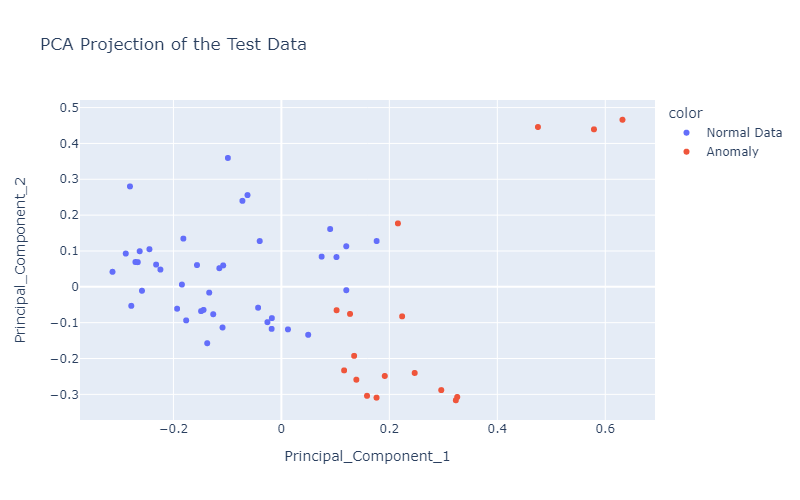 PCA Projection of the Test Data
color
Normal Data
Anomaly
Principal_Component_2
0.5
0.4
0.3
0.2
0.1
0
−0.1
−0.2
−0.3
−0.2
0
0.2
0.4
0.6
Principal_Component_1